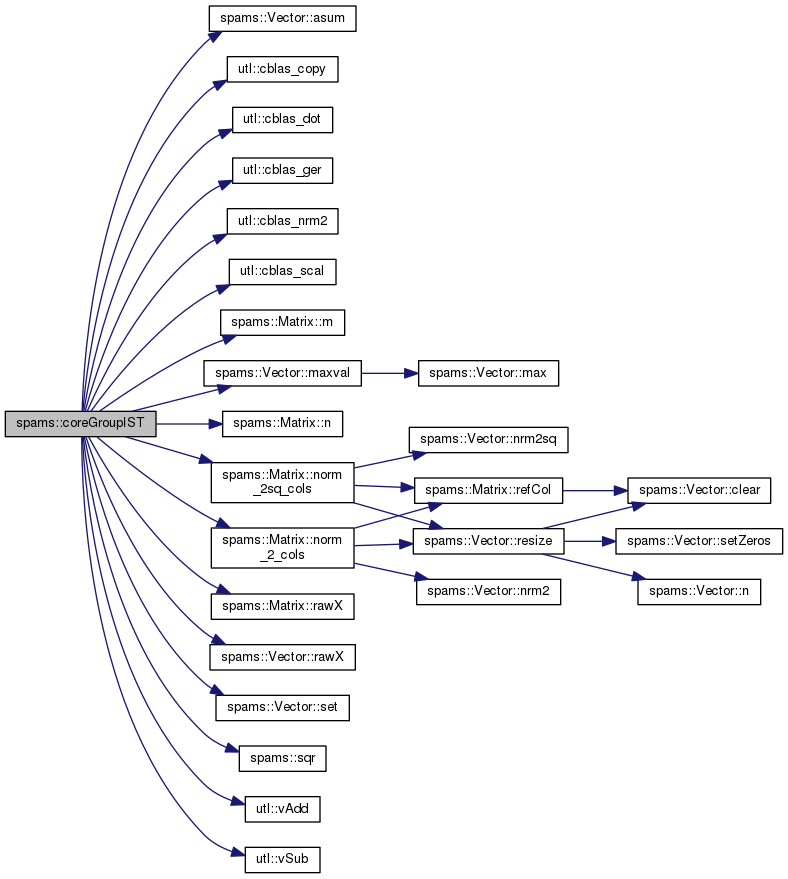 spams::Vector::asum
utl::cblas_copy
utl::cblas_dot
utl::cblas_ger
utl::cblas_nrm2
utl::cblas_scal
spams::Matrix::m
spams::Vector::maxval
spams::Vector::max
spams::coreGroupIST
spams::Matrix::n
spams::Vector::nrm2sq
spams::Matrix::norm
_2sq_cols
spams::Matrix::refCol
spams::Vector::clear
spams::Matrix::norm
_2_cols
spams::Vector::resize
spams::Vector::setZeros
spams::Vector::nrm2
spams::Vector::n
spams::Matrix::rawX
spams::Vector::rawX
spams::Vector::set
spams::sqr
utl::vAdd
utl::vSub